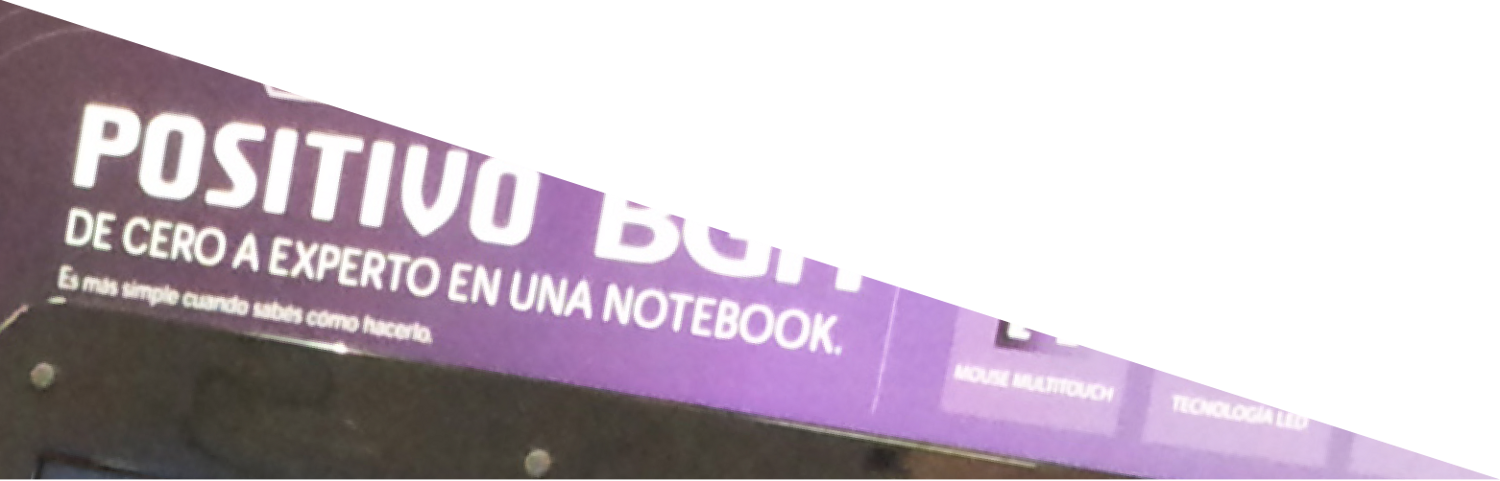 POSITIVO BGH
DE CERO A EXPERTO EN UNA NOTEBOOK.
Es más simple cuando sabés cómo hacerlo.
MOUSE MULTITOUCH
TECNOLOGÍA LED